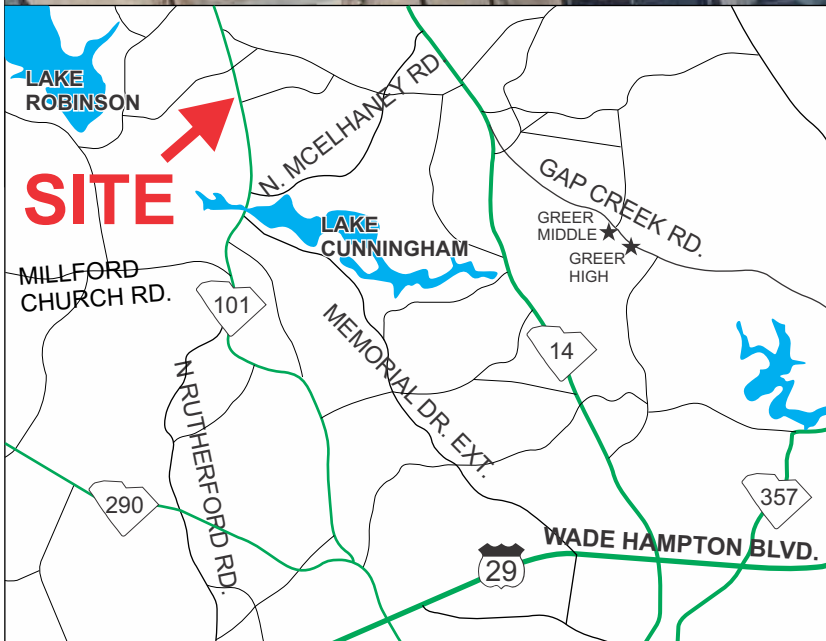 LAKE
ROBINSON
SITE
N. MCELHANEY RD.
GAP CREEK RD.
GREER
MIDDLE
GREER
HIGH
LAKE
CUNNINGHAM
MILLFORD
CHURCH RD.
101
14
MEMORIAL DR. EXT.
N RUTHERFORD RD.
290
357
WADE HAMPTON BLVD.
29